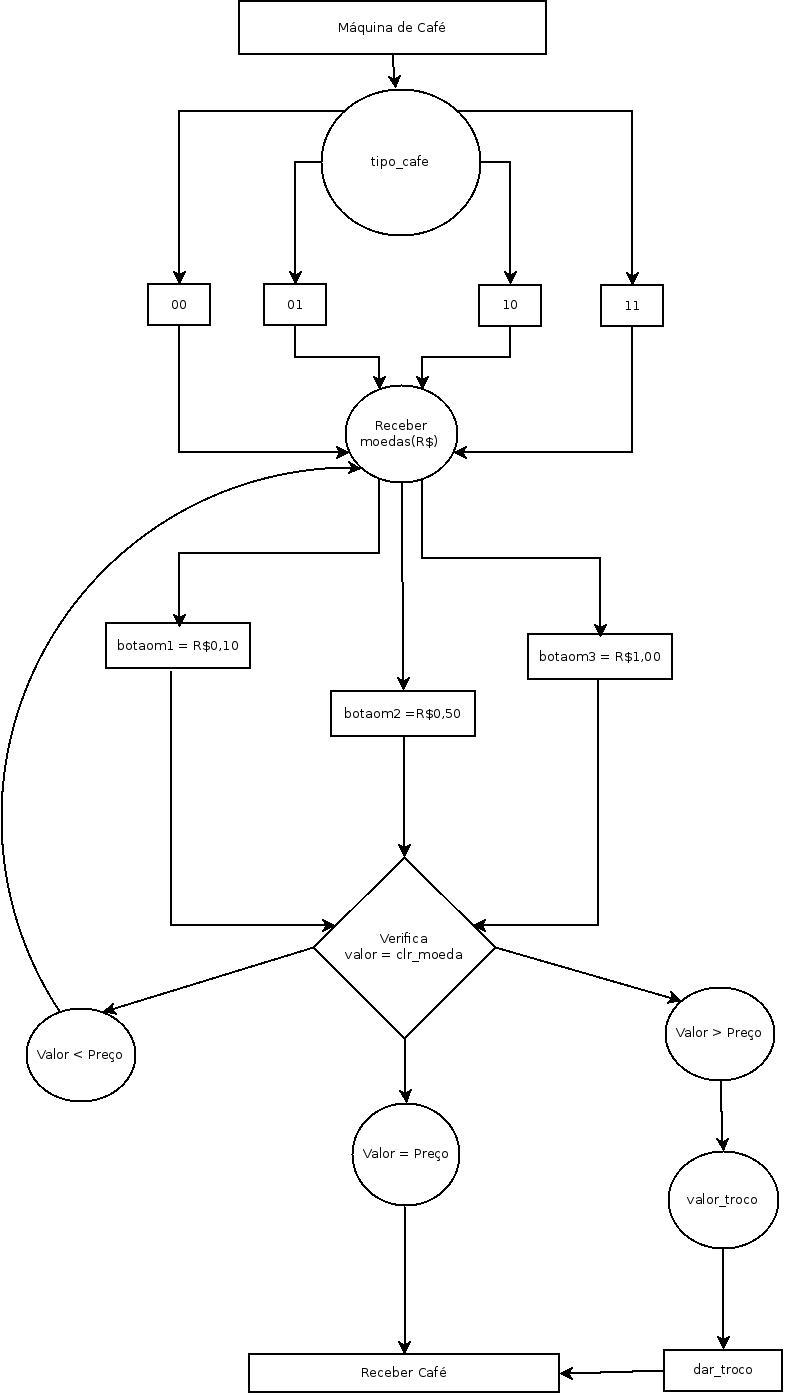 Máquina de Café
tipo_cafe
00
01
10
11
Receber
moedas(R$)
botaom1 = R$0,10
botaom3 = R$1,00
botaom2 =R$0,50
Verifica
valor = clr_moeda
Valor < Preço
Valor > Preço
Valor = Preço
valor_troco
Receber Café
dar_troco